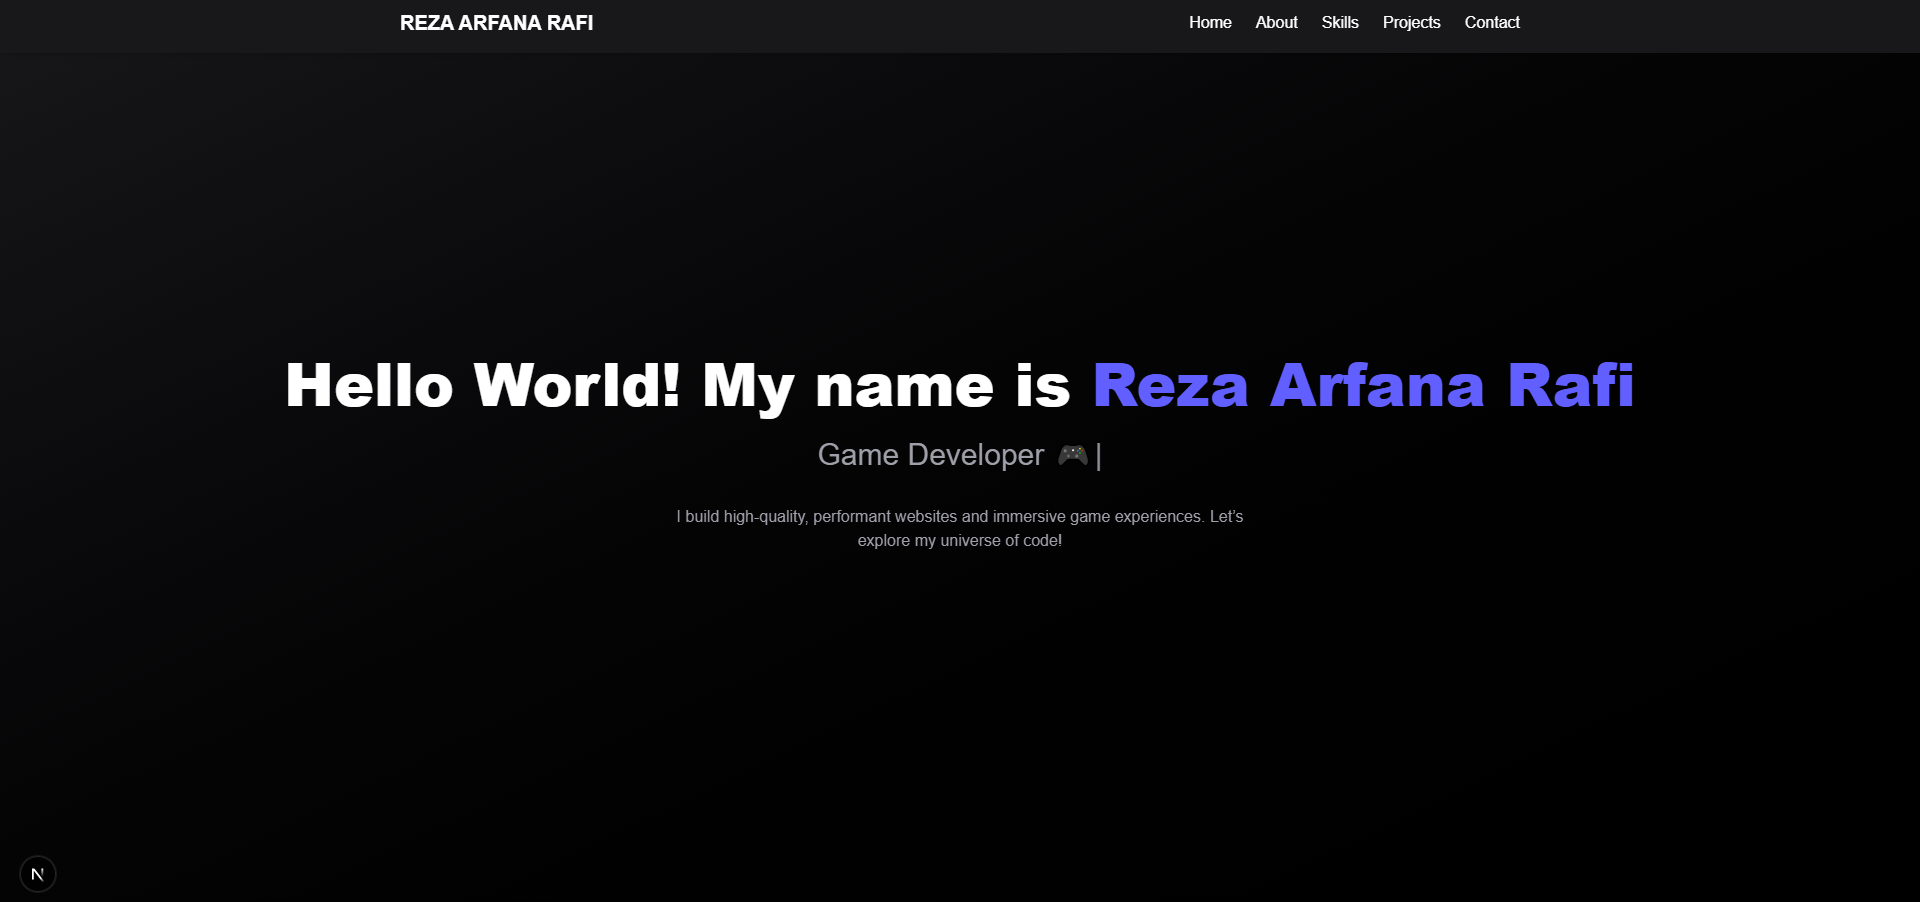 REZA ARFANA RAFI
Home About Skills Projects Contact
Hello World! My name is Reza Arfana Rafi
Game Developer 🎮|
I build high-quality, performant websites and immersive game experiences. Let’s
explore my universe of code!
N